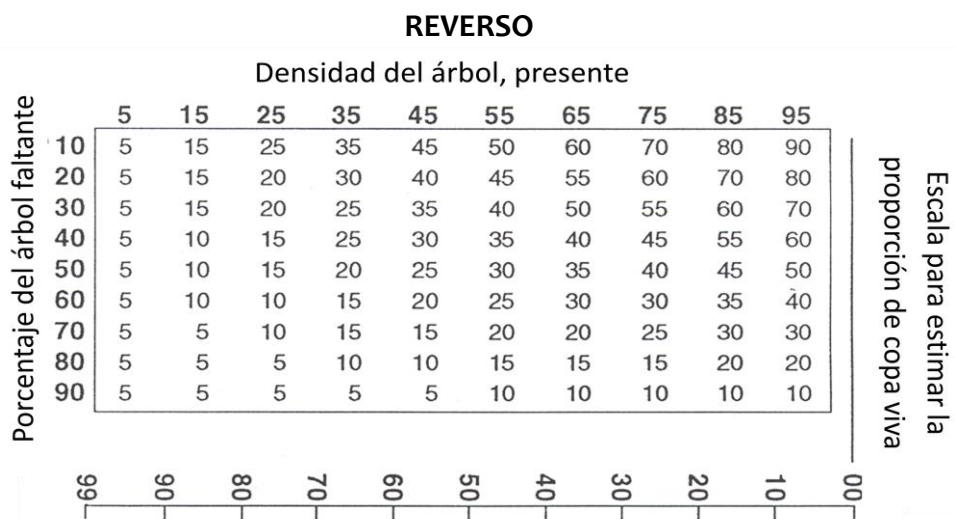 REVERSO
Densidad del árbol, presente
5 15 25 35 45 55 65 75 85 95
10 5 15 25 35 45 50 60 70 80 90
20 5 15 20 30 40 45 55 60 70 80
30 5 15 20 25 35 40 50 55 60 70
40 5 10 15 25 30 35 40 45 55 60
50 5 10 15 20 25 30 35 40 45 50
60 5 10 10 15 20 25 30 30 35 40
70 5 5 10 15 15 20 20 25 30 30
80 5 5 5 10 10 15 15 15 20 20
90 5 5 5 5 5 10 10 10 10 10
Porcentaje del árbol faltante
Escala para estimar la
proporción de copa viva
99 90 80 70 60 50 40 30 20 10 00